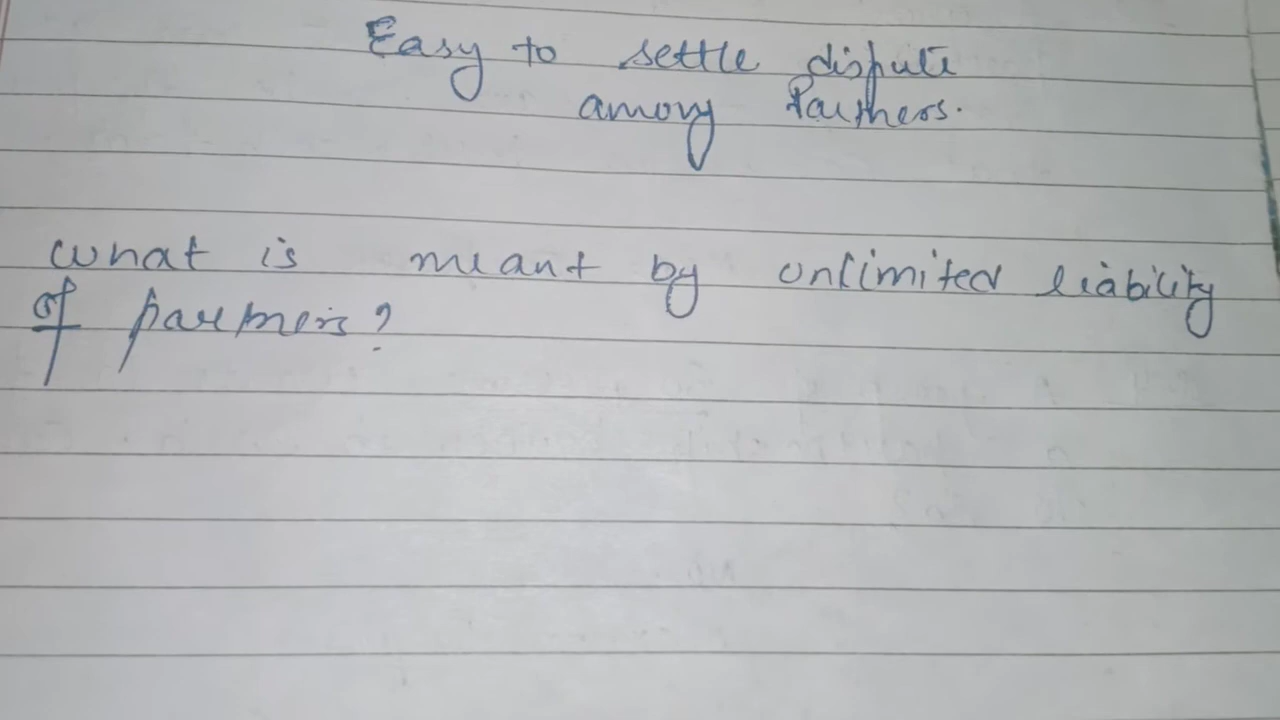 Easy to settle dispute
among Partners.
what is meant by unlimited liability
of partners?